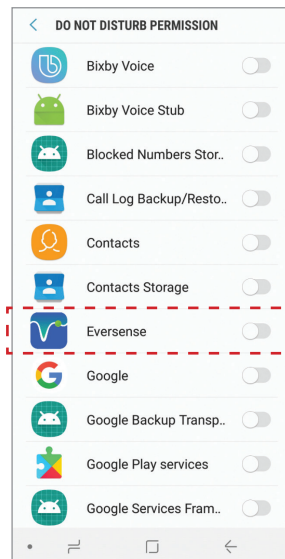 DO NOT DISTURB PERMISSION
Bixby Voice
Bixby Voice Stub
Blocked Numbers Stor..
Call Log Backup/Resto..
Contacts
Contacts Storage
Eversense
Google
Google Backup Transp..
Google Play services
Google Services Fram..